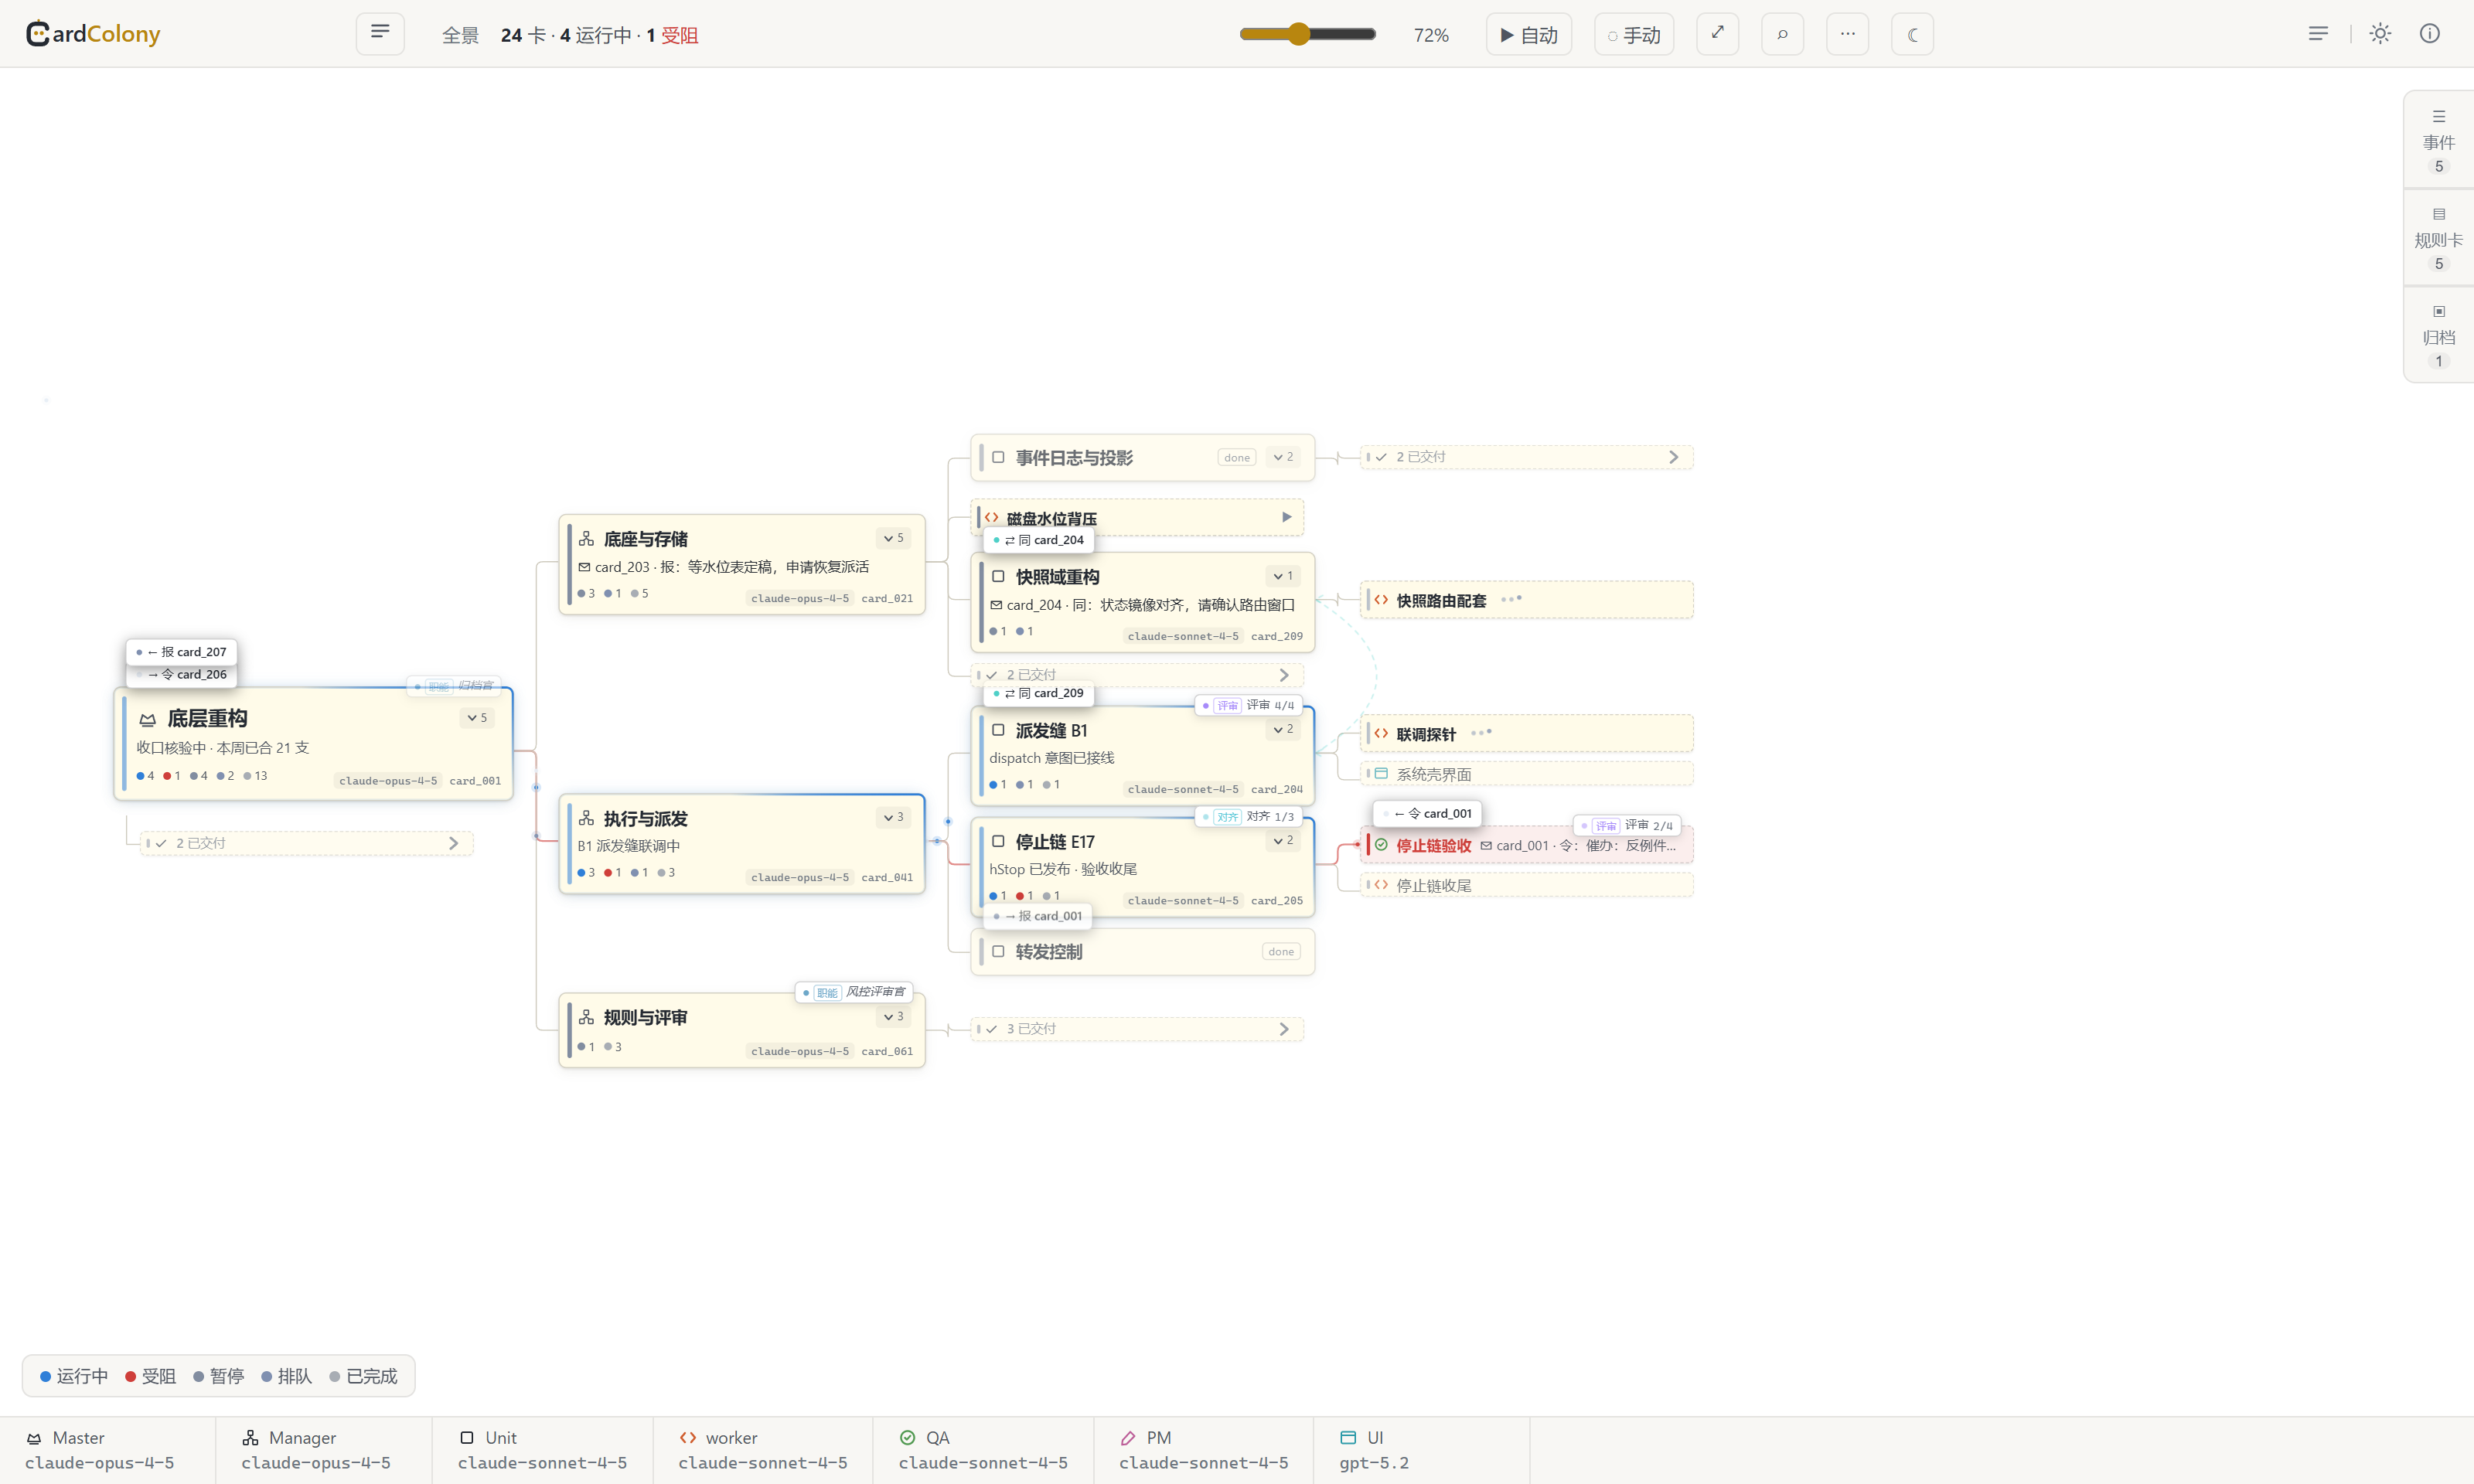 CardColony
全景 24 卡 · 4 运行中 · 1 受阻
72%
自动
手动
事件
5
规则卡
5
归档
1
事件日志与投影 done 2
2 已交付
磁盘水位背压
⇄ 同 card_204
底座与存储 5
card_203 · 报：等水位表定稿，申请恢复派活
3 1 5 claude-opus-4-5 card_021
快照域重构 1
card_204 · 同：状态镜像对齐，请确认路由窗口
1 1 claude-sonnet-4-5 card_209
快照路由配套
← 报 card_207
→ 令 card_206
职能 归档官
底层重构 5
收口核验中 · 本周已合 21 支
4 1 4 2 13 claude-opus-4-5 card_001
2 已交付
2 已交付
⇄ 同 card_209
评审 评审 4/4
派发缝 B1 2
dispatch 意图已接线
1 1 1 claude-sonnet-4-5 card_204
联调探针
系统壳界面
执行与派发 3
B1 派发缝联调中
3 1 1 3 claude-opus-4-5 card_041
对齐 对齐 1/3
停止链 E17 2
hStop 已发布 · 验收收尾
1 1 1 claude-sonnet-4-5 card_205
→ 报 card_001
← 令 card_001
评审 评审 2/4
停止链验收 card_001 · 令：催办：反例件...
停止链收尾
转发控制 done
职能 风控评审官
规则与评审 3
1 3 claude-opus-4-5 card_061
3 已交付
运行中 受阻 暂停 排队 已完成
Master
claude-opus-4-5
Manager
claude-opus-4-5
Unit
claude-sonnet-4-5
worker
claude-sonnet-4-5
QA
claude-sonnet-4-5
PM
claude-sonnet-4-5
UI
gpt-5.2